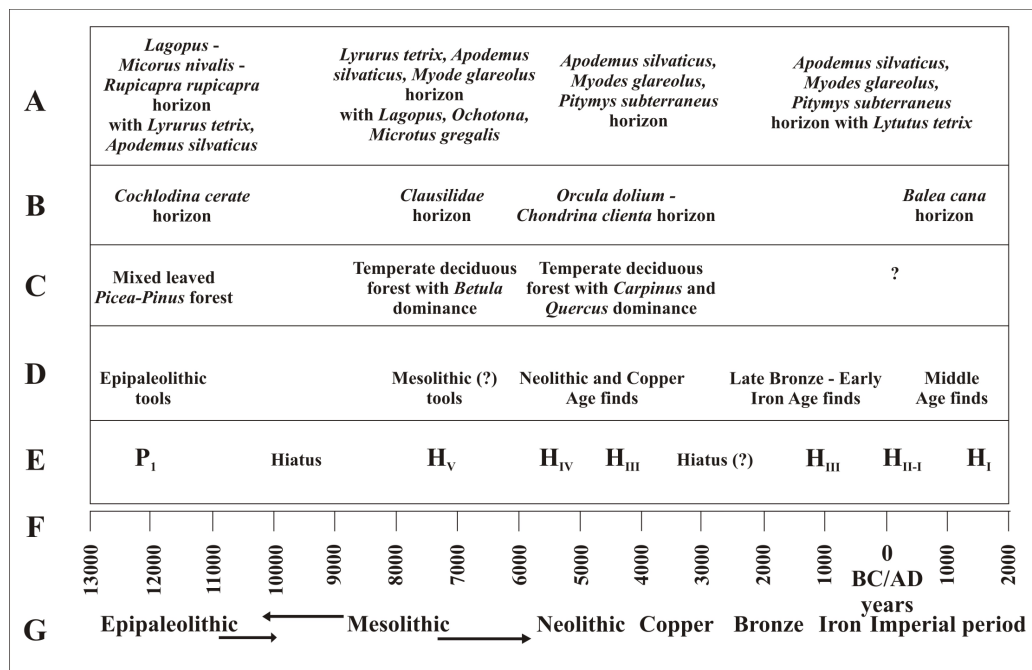 A
Lagopus -
Micorus nivalis -
Rupicapra rupicapra
horizon
with Lyrurus tetrix,
Apodemus silvaticus
Lyrurus tetrix, Apodemus
silvaticus, Myode glareolus
horizon
with Lagopus, Ochotona,
Microtus gregalis
Apodemus silvaticus,
Myodes glareolus,
Pitymys subterraneus
horizon
Apodemus silvaticus,
Myodes glareolus,
Pitymys subterraneus
horizon with Lytutus tetrix
B
Cochlodina cerate
horizon
Clausilidae
horizon
Orcula dolium -
Chondrina clienta horizon
Balea cana
horizon
C
Mixed leaved
Picea-Pinus forest
Temperate deciduous
forest with Betula
dominance
Temperate deciduous
forest with Carpinus and
Quercus dominance
?
D
Epipaleolithic
tools
Mesolithic (?)
tools
Neolithic and Copper
Age finds
Late Bronze - Early
Iron Age finds
Middle
Age finds
E
P1
Hiatus
HV
HIV
HIII
Hiatus (?)
HIII
HII-I
HI
F
13000
12000
11000
10000
9000
8000
7000
6000
5000
4000
3000
2000
1000
0
BC/AD
years
1000
2000
G
Epipaleolithic
Mesolithic
Neolithic
Copper
Bronze
Iron
Imperial period